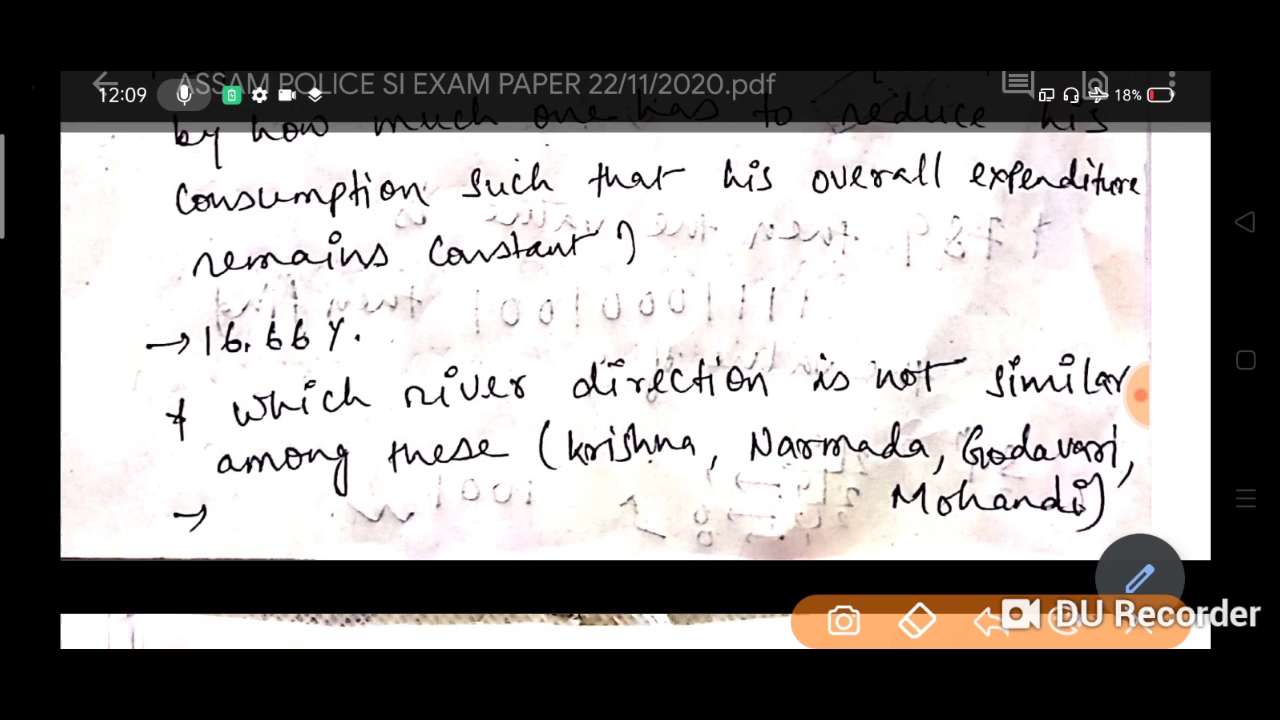 ASSAM POLICE SI EXAM PAPER 22/11/2020.pdf
12:09
18%
by how much one has to reduce his
consumption such that his overall expenditure
remains constant)
→ 16.66 %.
* which river direction is not similar
among these (Krishna, Narmada, Godavari,
Mohandi)
→
DU Recorder